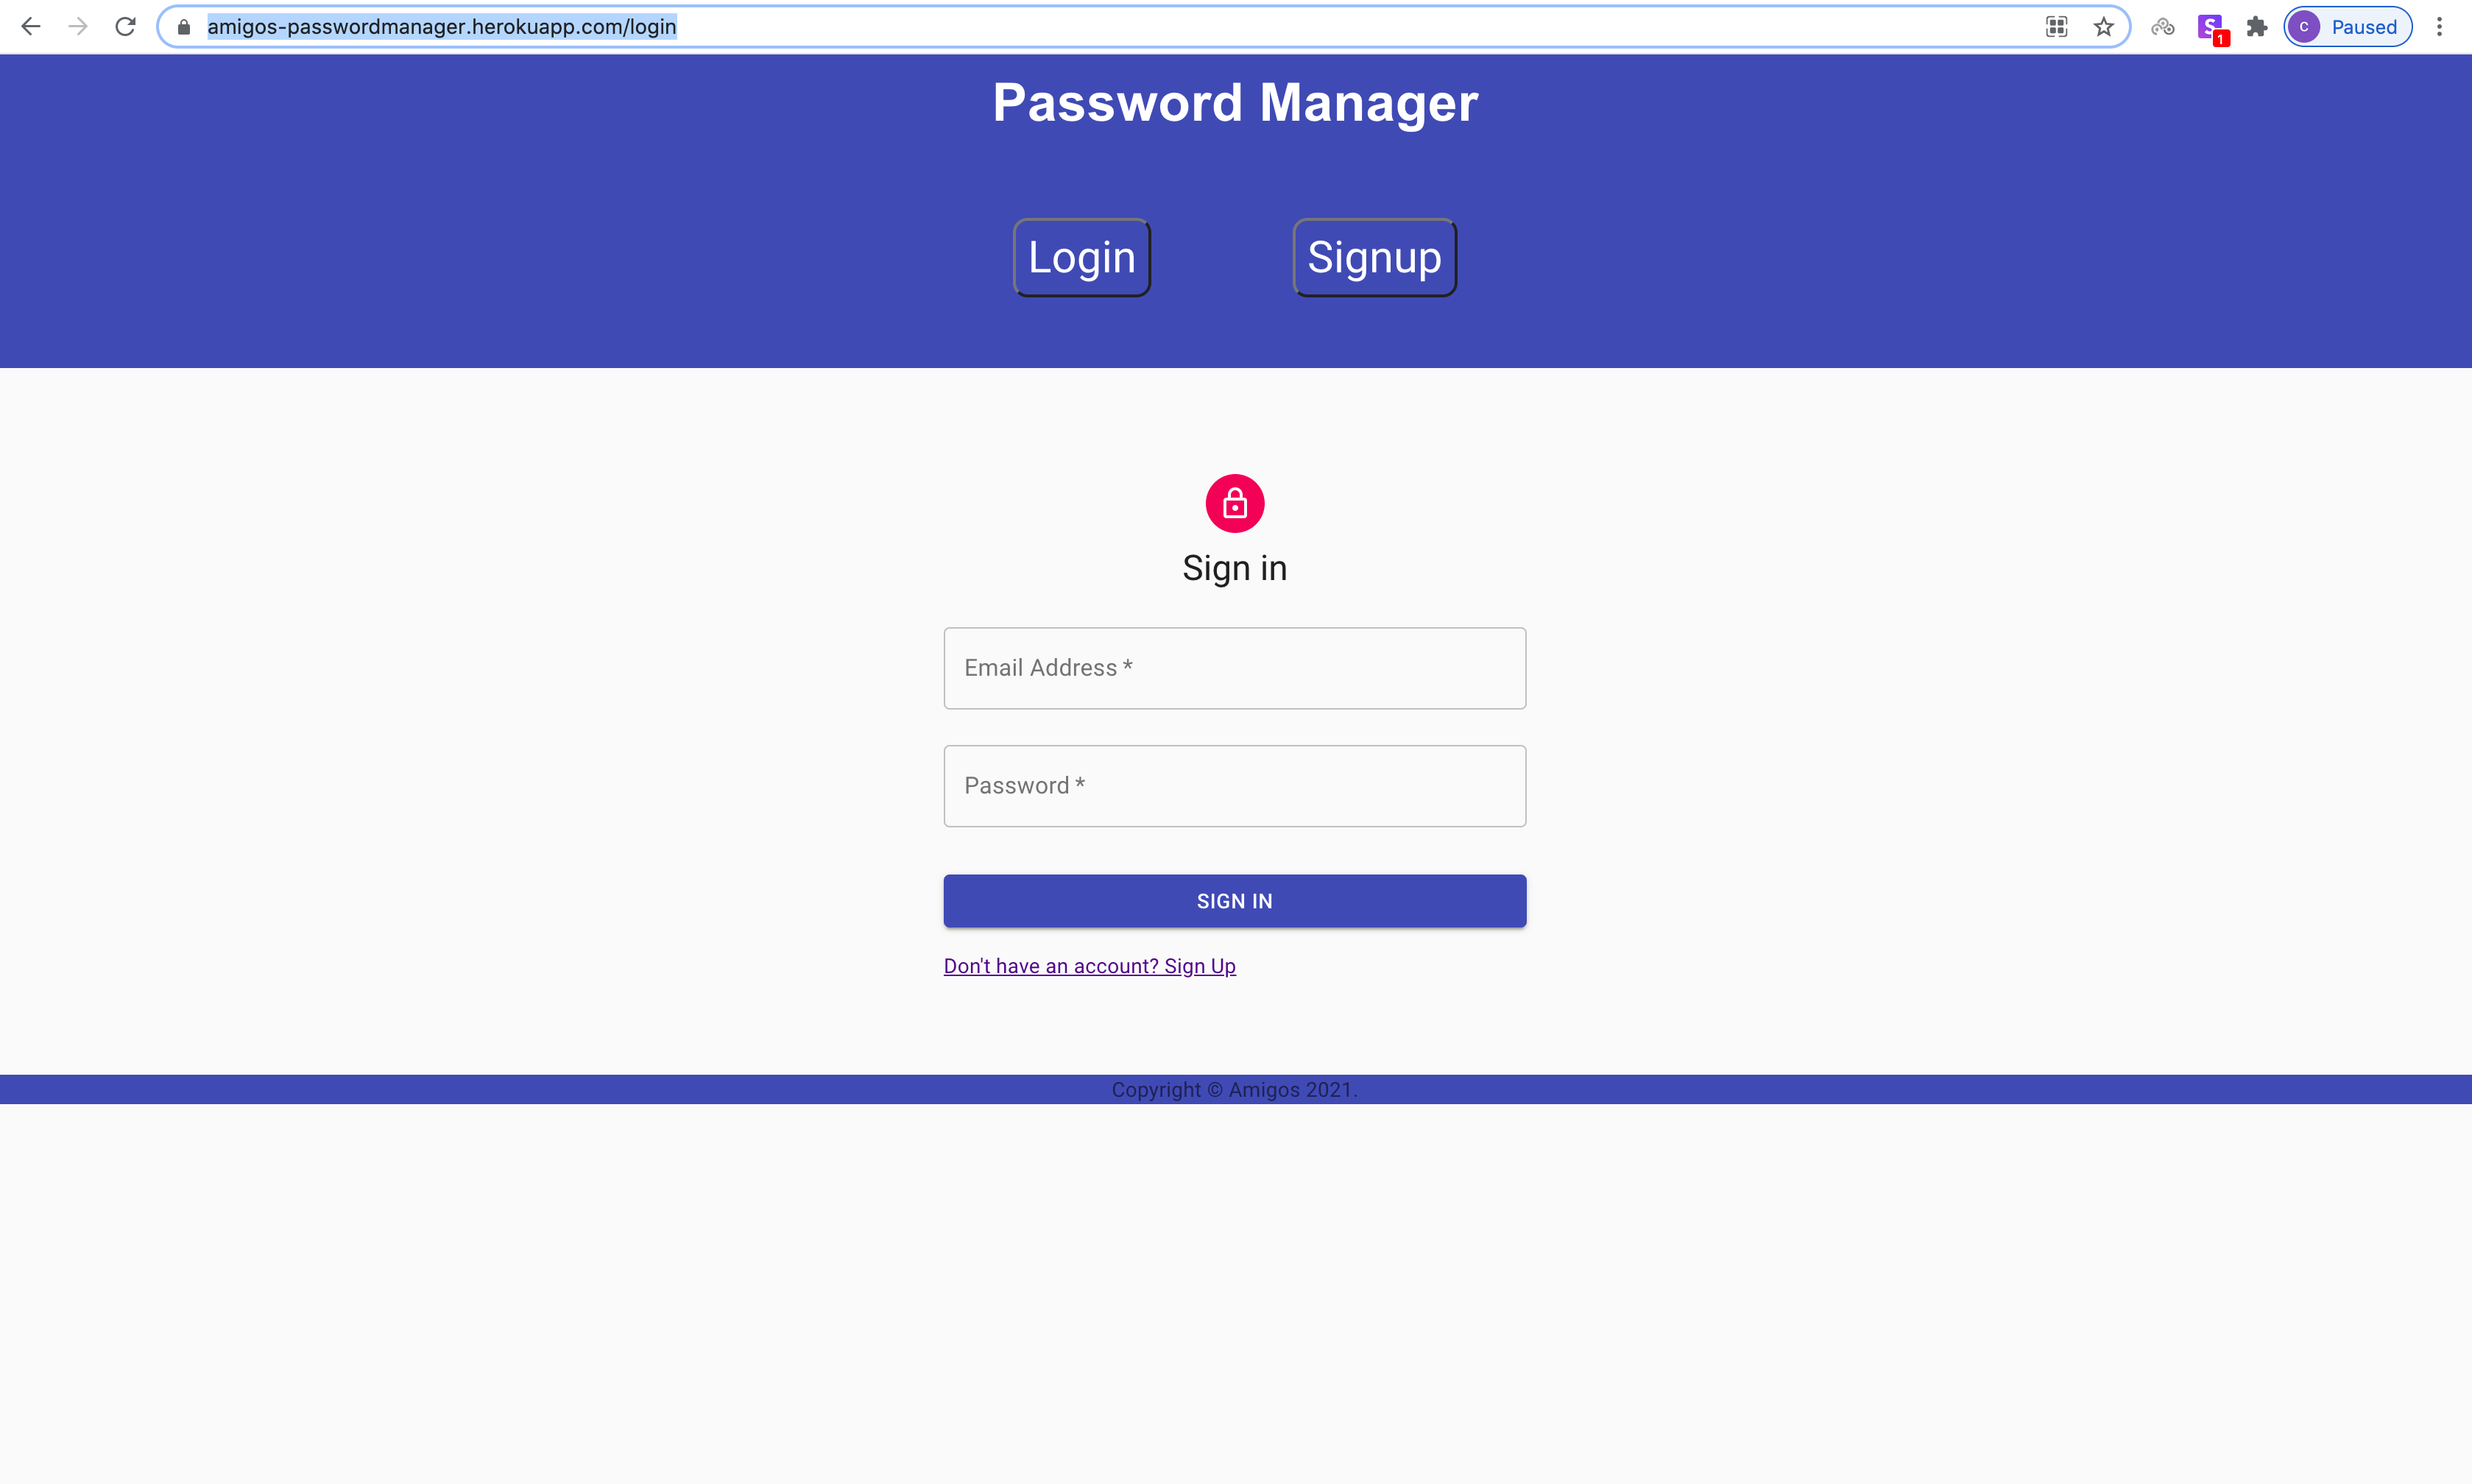 amigos-passwordmanager.herokuapp.com/login
S 1
C Paused
Password Manager
Login Signup
Sign in
Email Address *
Password *
SIGN IN
Don't have an account? Sign Up
Copyright © Amigos 2021.